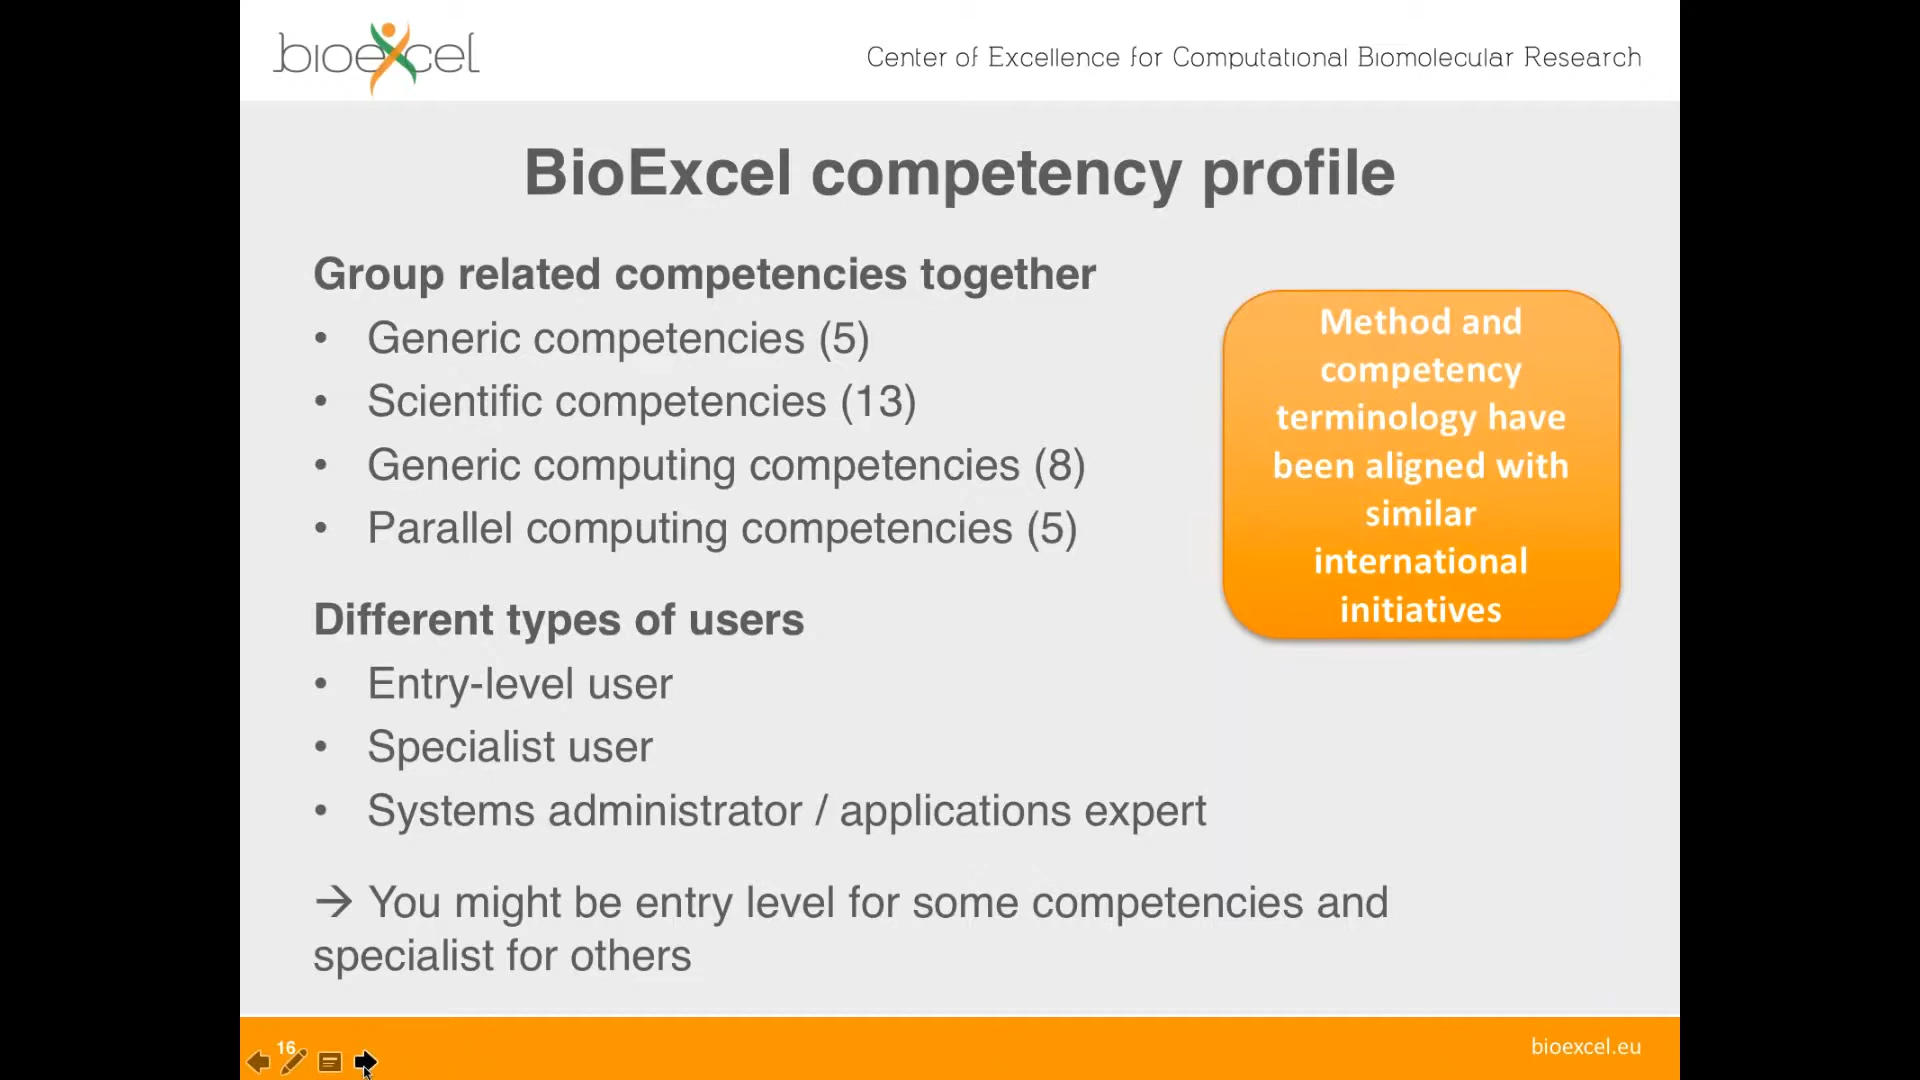 bioexcel
Center of Excellence for Computational Biomolecular Research
BioExcel competency profile
Group related competencies together
• Generic competencies (5)
• Scientific competencies (13)
• Generic computing competencies (8)
• Parallel computing competencies (5)
Method and
competency
terminology have
been aligned with
similar
international
initiatives
Different types of users
• Entry-level user
• Specialist user
• Systems administrator / applications expert
→ You might be entry level for some competencies and
specialist for others
16
bioexcel.eu